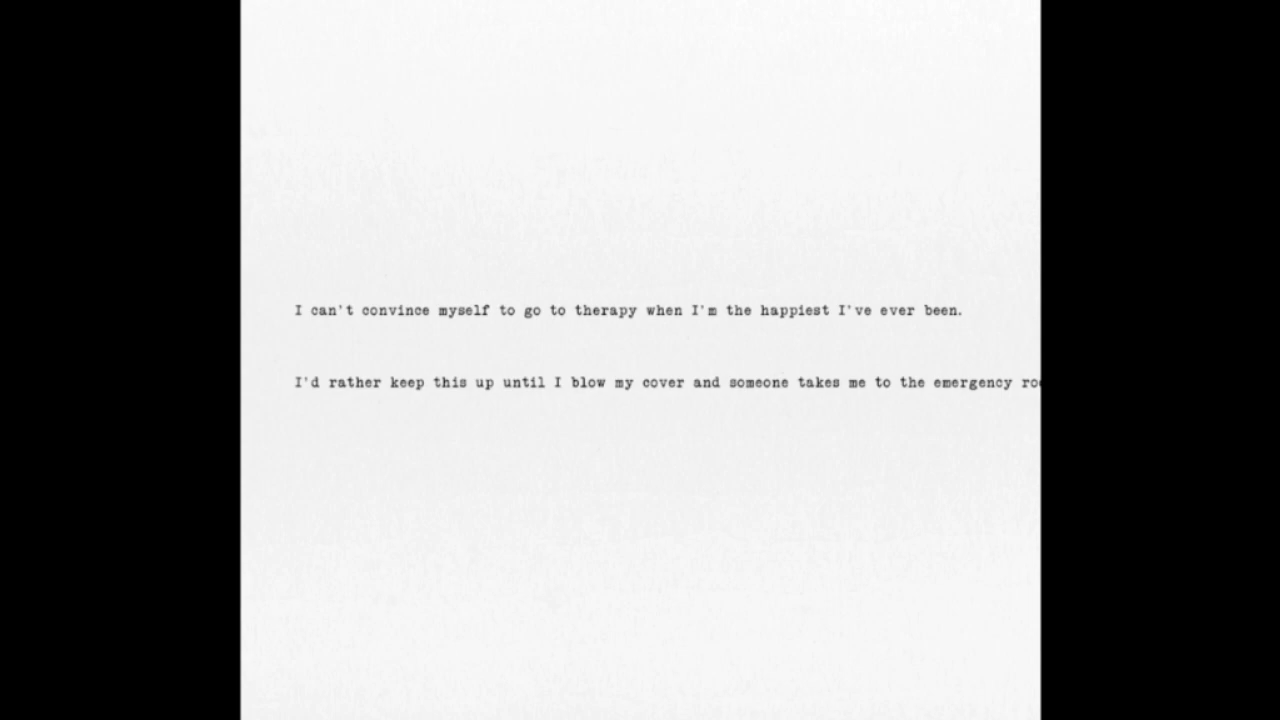 I can't convince myself to go to therapy when I'm the happiest I've ever been.
I'd rather keep this up until I blow my cover and someone takes me to the emergency